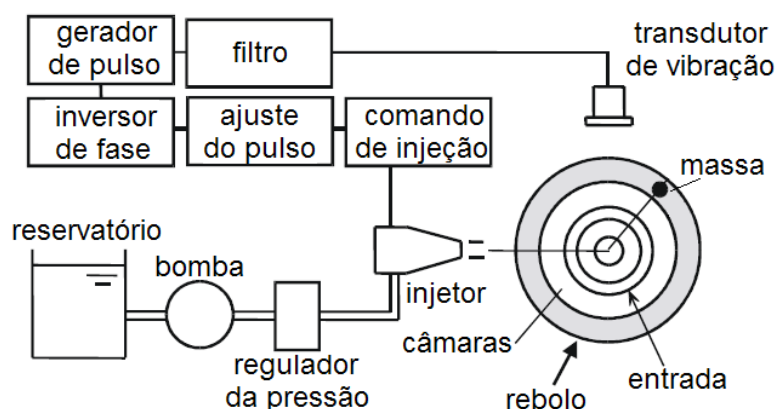 gerador
de pulso
filtro
transdutor
de vibração
inversor
de fase
ajuste
do pulso
comando
de injeção
massa
reservatório
bomba
injetor
câmaras
regulador
da pressão
entrada
rebolo